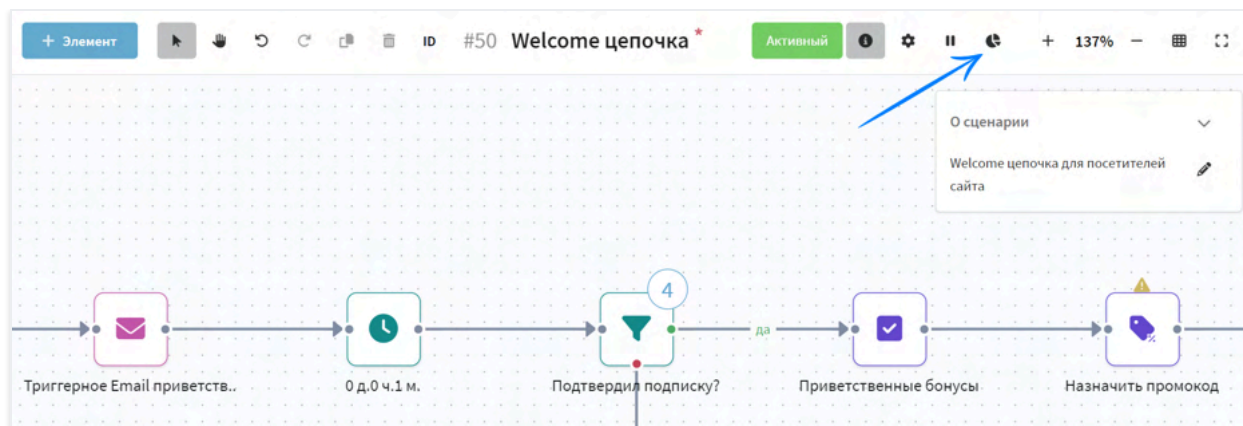 + Элемент
ID
#50 Welcome цепочка *
Активный
+ 137% −
О сценарии
Welcome цепочка для посетителей
сайта
4
да
Триггерное Email приветств..
0 д.0 ч.1 м.
Подтвердил подписку?
Приветственные бонусы
Назначить промокод